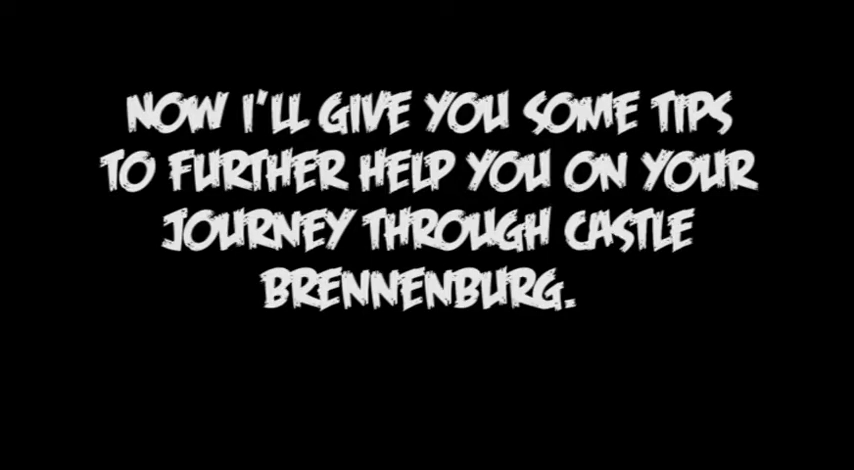 NOW I'LL GIVE YOU SOME TIPS
TO FURTHER HELP YOU ON YOUR
JOURNEY THROUGH CASTLE
BRENNENBURG.